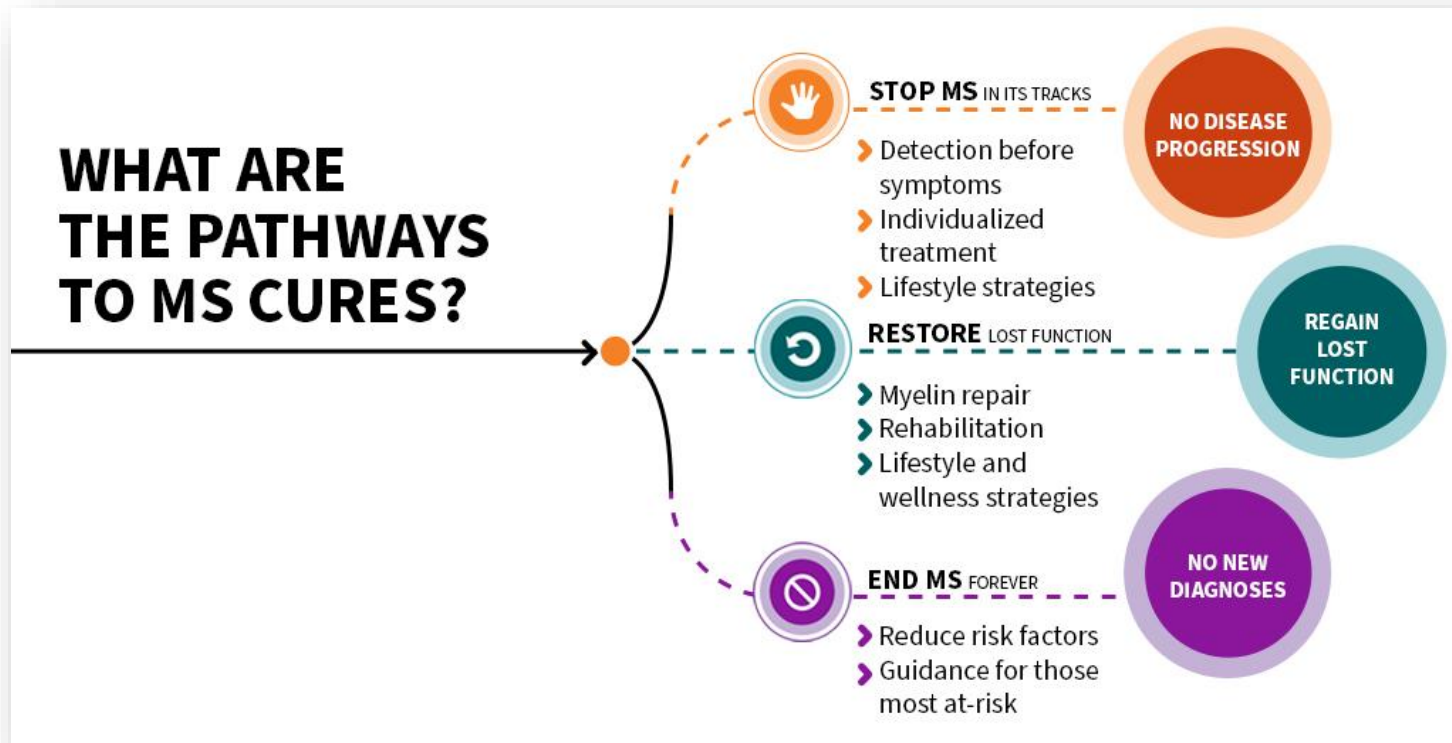 WHAT ARE
THE PATHWAYS
TO MS CURES?
STOP MS IN ITS TRACKS
Detection before
symptoms
Individualized
treatment
Lifestyle strategies
NO DISEASE
PROGRESSION
RESTORE LOST FUNCTION
Myelin repair
Rehabilitation
Lifestyle and
wellness strategies
REGAIN
LOST
FUNCTION
END MS FOREVER
Reduce risk factors
Guidance for those
most at-risk
NO NEW
DIAGNOSES